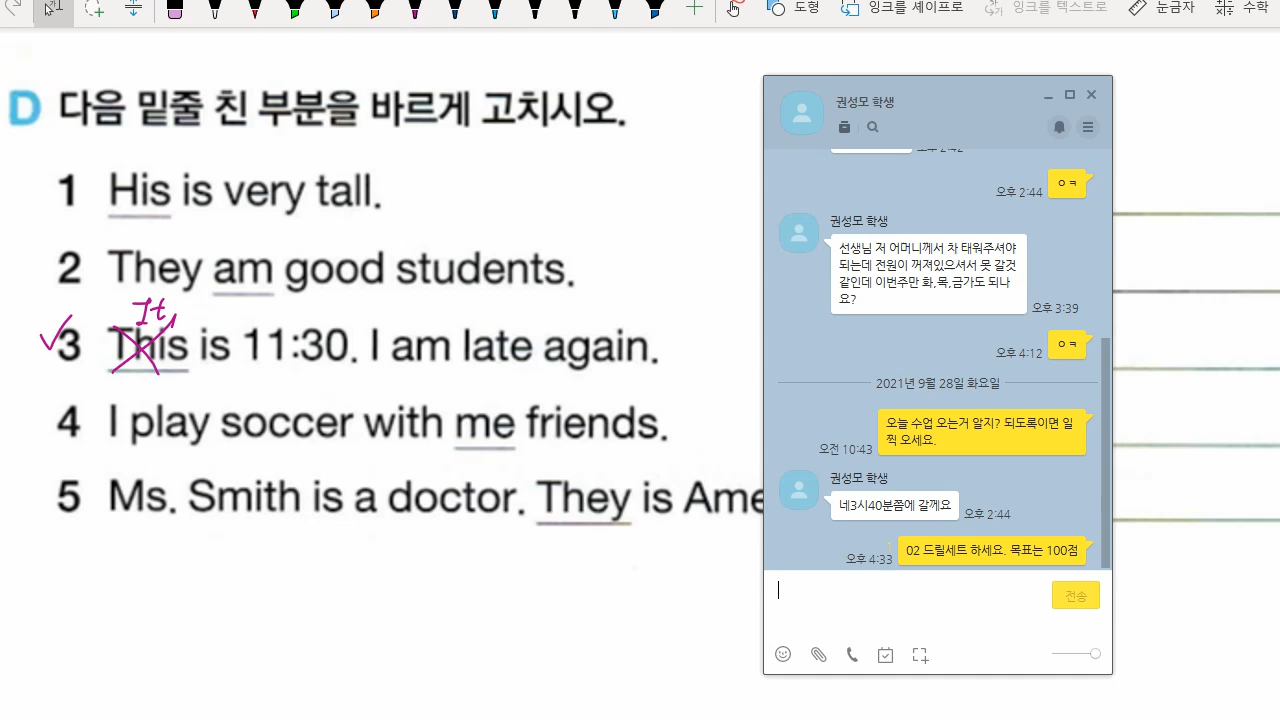 도형
잉크를 셰이프로
잉크를 텍스트로
눈금자
수학
D 다음 밑줄 친 부분을 바르게 고치시오.
1 His is very tall.
2 They am good students.
It
3 This is 11:30. I am late again.
4 I play soccer with me friends.
5 Ms. Smith is a doctor. They is Ame
권성모 학생
오후 2:42
오후 2:44 ㅇㅋ
권성모 학생
선생님 저 어머니께서 차 태워주셔야
되는데 전원이 꺼져있으셔서 못 갈것
같인데 이번주만 화,목,금가도 되나
요?
오후 3:39
오후 4:12 ㅇㅋ
2021년 9월 28일 화요일
오늘 수업 오는거 알지? 되도록이면 일
찍 오세요.
오전 10:43
권성모 학생
네3시40분쯤에 갈께요 오후 2:44
1
오후 4:33 02 드릴세트 하세요. 목표는 100점
전송